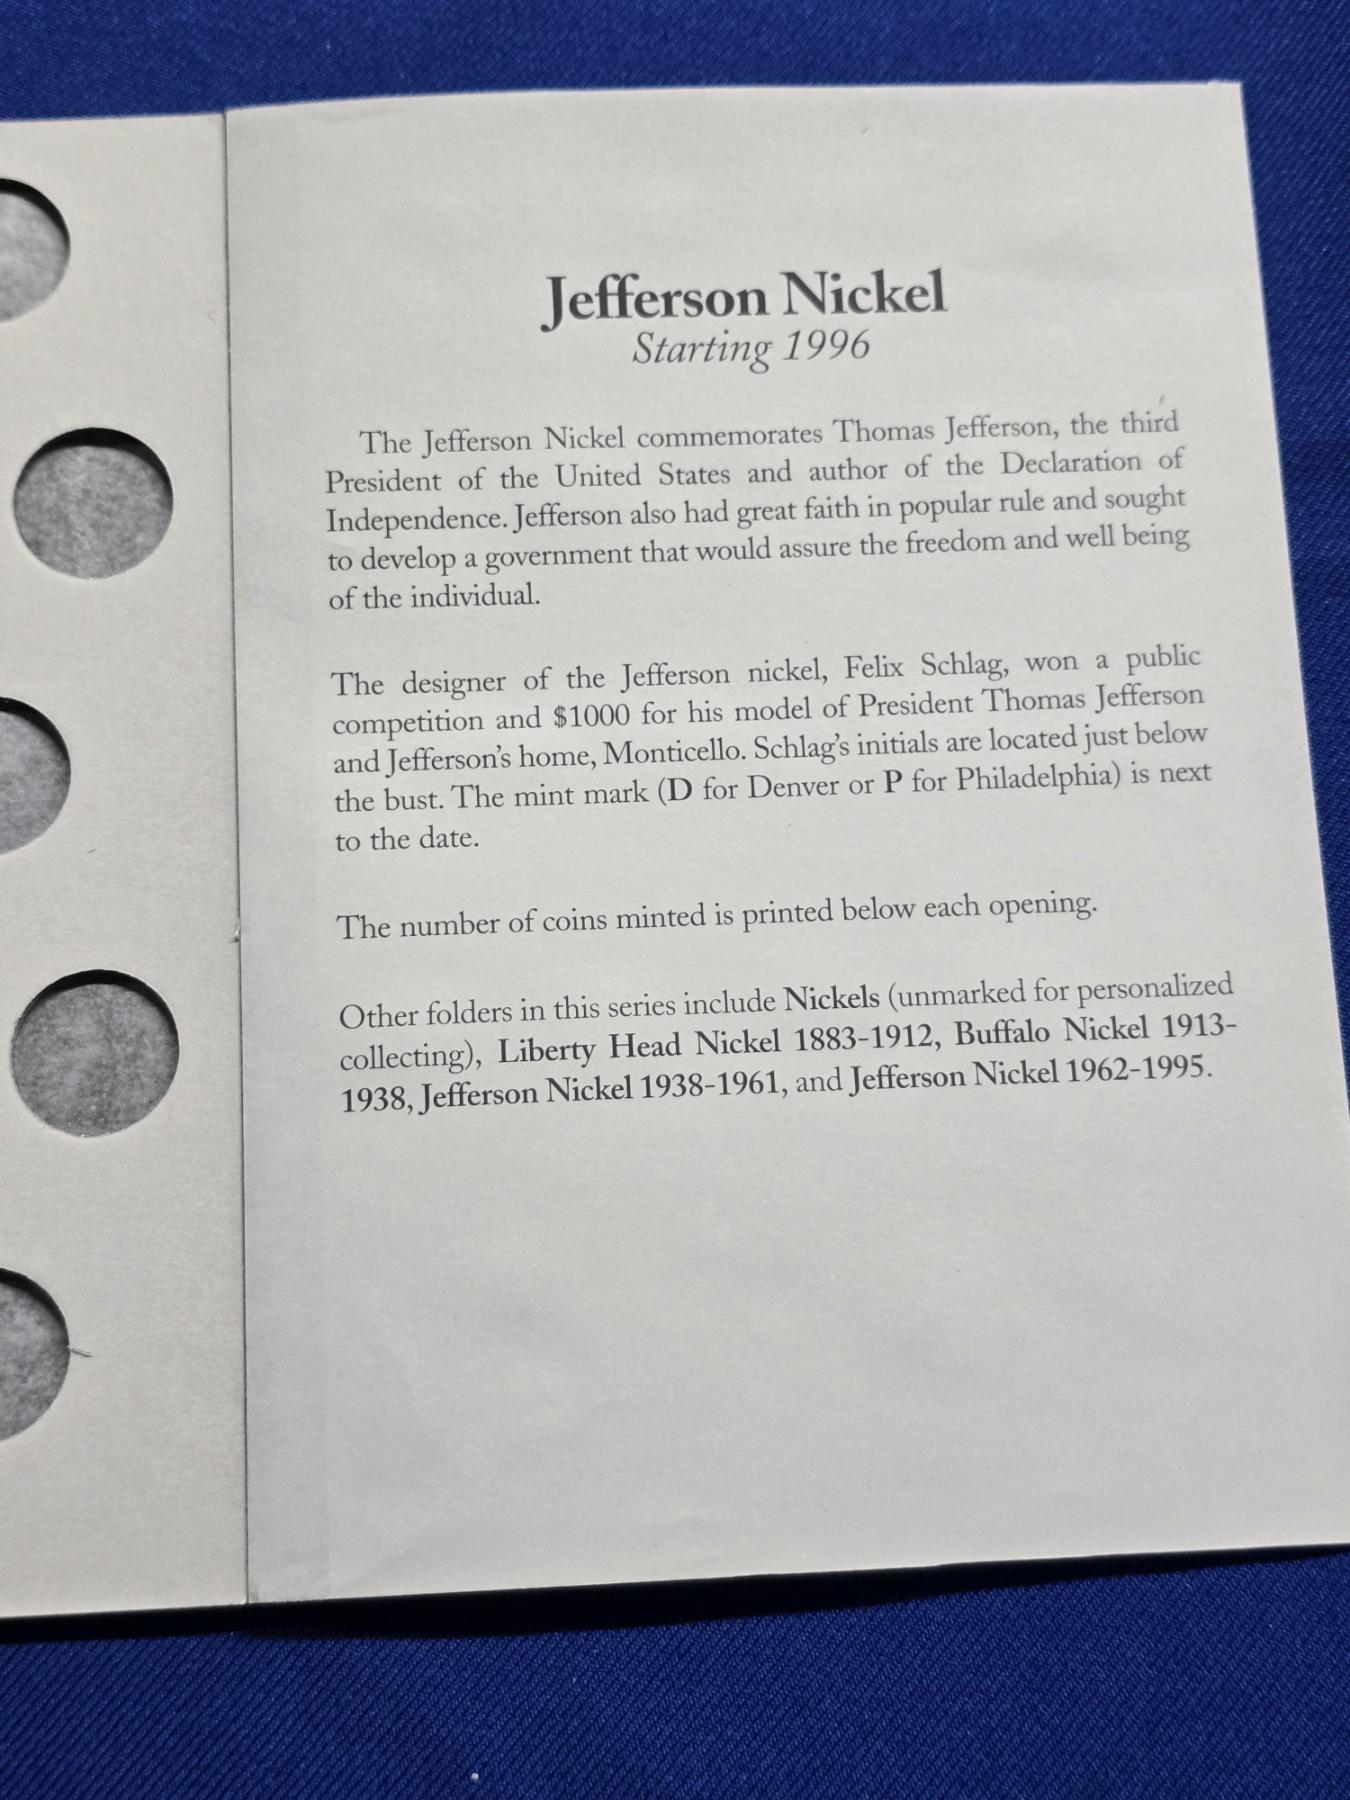 Jefferson Nickel
Starting 1996
The Jefferson Nickel commemorates Thomas Jefferson, the third
President of the United States and author of the Declaration of
Independence. Jefferson also had great faith in popular rule and sought
to develop a government that would assure the freedom and well being
of the individual.
The designer of the Jefferson nickel, Felix Schlag, won a public
competition and $1000 for his model of President Thomas Jefferson
and Jefferson's home, Monticello. Schlag's initials are located just below
the bust. The mint mark (D for Denver or P for Philadelphia) is next
to the date.
The number of coins minted is printed below each opening.
Other folders in this series include Nickels (unmarked for personalized
collecting), Liberty Head Nickel 1883-1912, Buffalo Nickel 1913-
1938, Jefferson Nickel 1938-1961, and Jefferson Nickel 1962-1995.